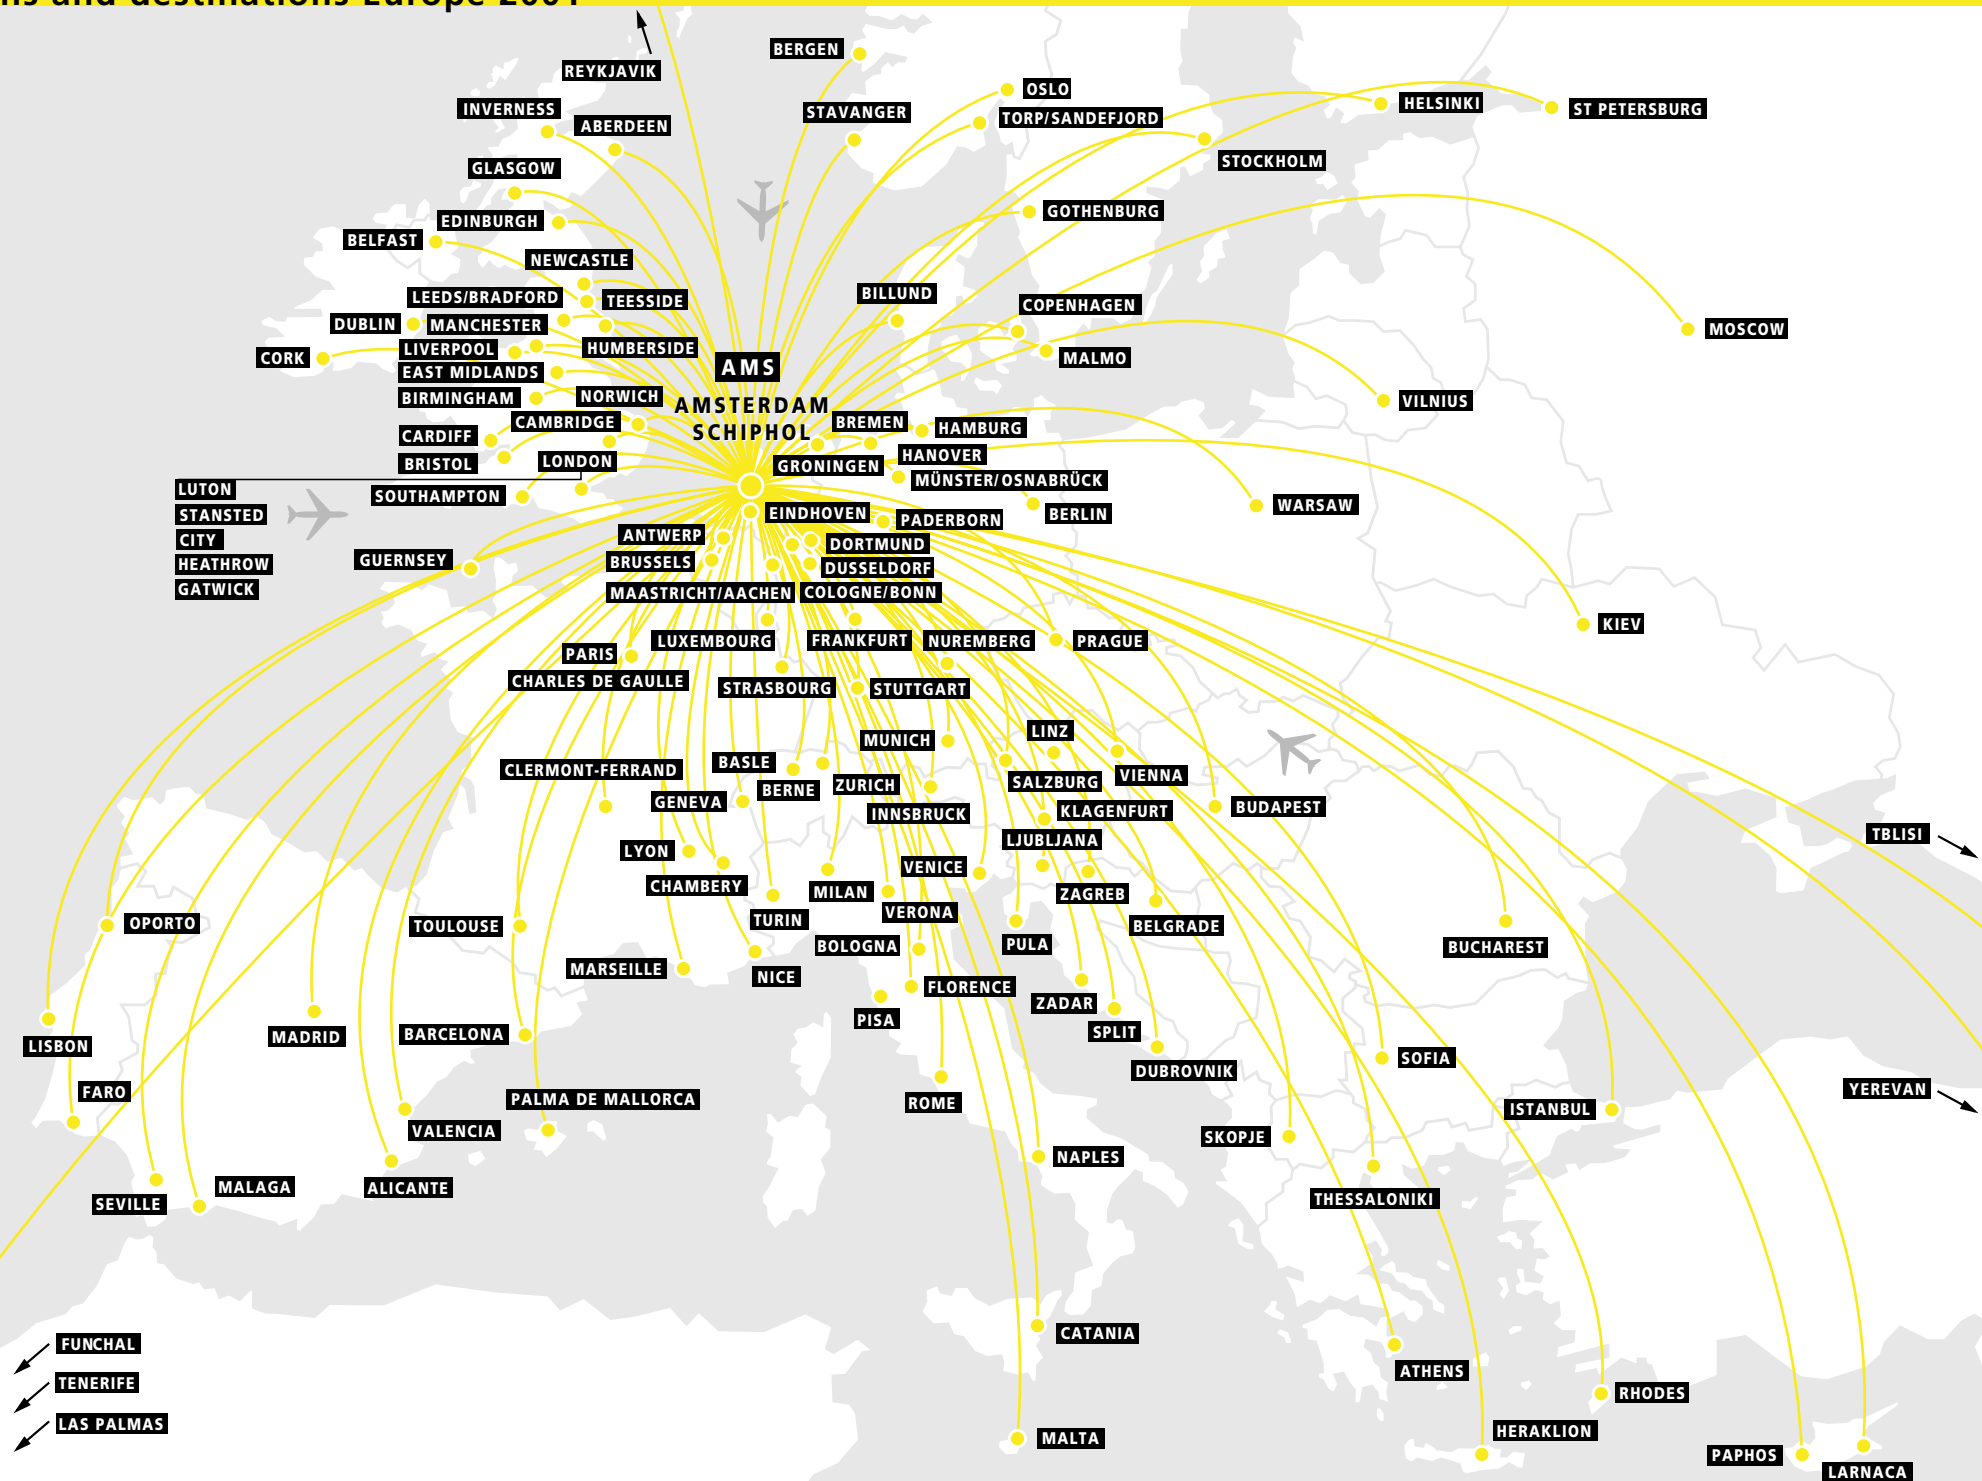 ns and destinations Europe 2001
BERGEN
REYKJAVIK
OSLO
INVERNESS
STAVANGER
HELSINKI
ST PETERSBURG
ABERDEEN
TORP/SANDEFJORD
GLASGOW
STOCKHOLM
EDINBURGH
GOTHENBURG
BELFAST
NEWCASTLE
BILLUND
LEEDS/BRADFORD
TEESSIDE
COPENHAGEN
DUBLIN
MANCHESTER
MOSCOW
CORK
LIVERPOOL
HUMBERSIDE
MALMO
AMS
EAST MIDLANDS
BIRMINGHAM
NORWICH
VILNIUS
AMSTERDAM
SCHIPHOL
CAMBRIDGE
BREMEN
HAMBURG
CARDIFF
BRISTOL
LONDON
GRONINGEN
HANOVER
MÜNSTER/OSNABRÜCK
LUTON
SOUTHAMPTON
STANSTED
CITY
HEATHROW
GATWICK
WARSAW
EINDHOVEN
PADERBORN
BERLIN
ANTWERP
DORTMUND
GUERNSEY
BRUSSELS
DUSSELDORF
MAASTRICHT/AACHEN
COLOGNE/BONN
KIEV
PARIS
CHARLES DE GAULLE
LUXEMBOURG
FRANKFURT
NUREMBERG
PRAGUE
STRASBOURG
STUTTGART
LINZ
MUNICH
CLERMONT-FERRAND
BASLE
SALZBURG
VIENNA
BERNE
ZURICH
GENEVA
INNSBRUCK
KLAGENFURT
BUDAPEST
TBLISI
LJUBLJANA
LYON
VENICE
CHAMBERY
MILAN
ZAGREB
TURIN
VERONA
OPORTO
TOULOUSE
BELGRADE
BOLOGNA
PULA
BUCHAREST
MARSEILLE
NICE
FLORENCE
ZADAR
PISA
SPLIT
LISBON
MADRID
BARCELONA
SOFIA
DUBROVNIK
FARO
YEREVAN
PALMA DE MALLORCA
ROME
ISTANBUL
VALENCIA
SKOPJE
NAPLES
SEVILLE
MALAGA
ALICANTE
THESSALONIKI
CATANIA
FUNCHAL
ATHENS
TENERIFE
RHODES
LAS PALMAS
MALTA
HERAKLION
PAPHOS
LARNACA